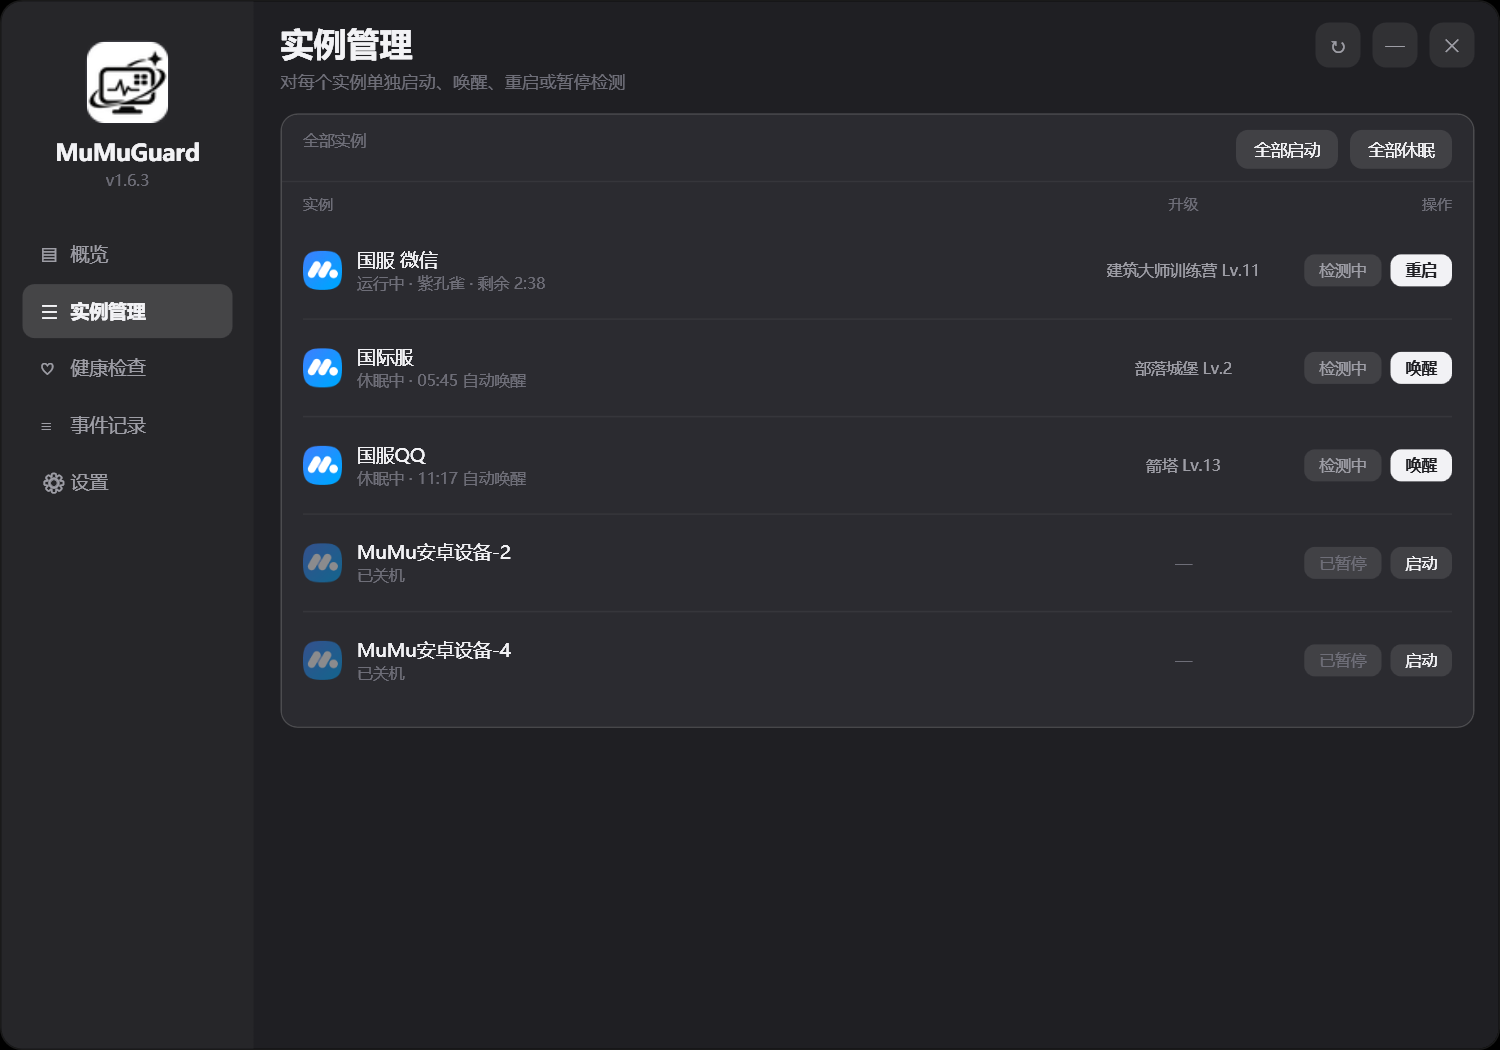 MuMuGuard
v1.6.3
概览
实例管理
健康检查
事件记录
设置
实例管理
对每个实例单独启动、唤醒、重启或暂停检测
全部实例
全部启动
全部休眠
实例
升级
操作
国服 微信
运行中 · 紫孔雀 · 剩余 2:38
建筑大师训练营 Lv.11
检测中
重启
国际服
休眠中 · 05:45 自动唤醒
部落城堡 Lv.2
检测中
唤醒
国服QQ
休眠中 · 11:17 自动唤醒
箭塔 Lv.13
检测中
唤醒
MuMu安卓设备-2
已关机
—
已暂停
启动
MuMu安卓设备-4
已关机
—
已暂停
启动